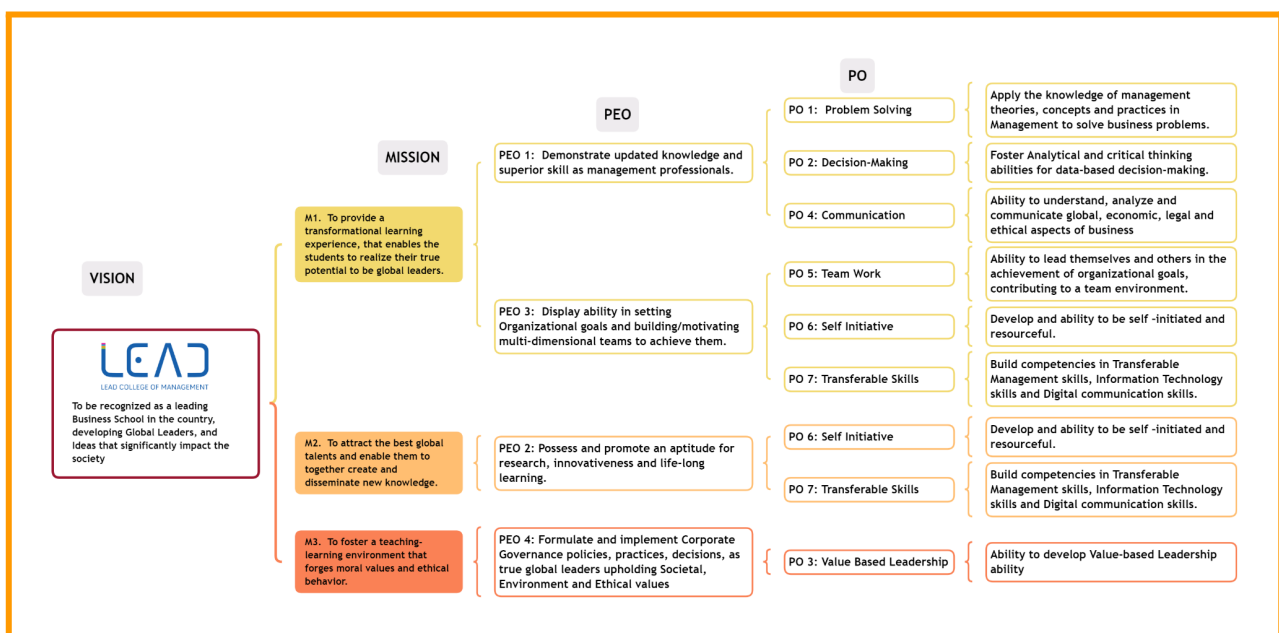 VISION
LEAD
LEAD COLLEGE OF MANAGEMENT
To be recognized as a leading
Business School in the country,
developing Global Leaders, and
Ideas that significantly impact the
society
MISSION
M1. To provide a
transformational learning
experience, that enables the
students to realize their true
potential to be global leaders.
M2. To attract the best global
talents and enable them to
together create and
disseminate new knowledge.
M3. To foster a teaching-
learning environment that
forges moral values and ethical
behavior.
PEO
PEO 1: Demonstrate updated knowledge and
superior skill as management professionals.
PEO 3: Display ability in setting
Organizational goals and building/motivating
multi-dimensional teams to achieve them.
PEO 2: Possess and promote an aptitude for
research, innovativeness and life-long
learning.
PEO 4: Formulate and implement Corporate
Governance policies, practices, decisions, as
true global leaders upholding Societal,
Environment and Ethical values
PO
PO 1: Problem Solving
Apply the knowledge of management
theories, concepts and practices in
Management to solve business problems.
PO 2: Decision-Making
Foster Analytical and critical thinking
abilities for data-based decision-making.
PO 4: Communication
Ability to understand, analyze and
communicate global, economic, legal and
ethical aspects of business
PO 5: Team Work
Ability to lead themselves and others in the
achievement of organizational goals,
contributing to a team environment.
PO 6: Self Initiative
Develop and ability to be self -initiated and
resourceful.
PO 7: Transferable Skills
Build competencies in Transferable
Management skills, Information Technology
skills and Digital communication skills.
PO 6: Self Initiative
Develop and ability to be self -initiated and
resourceful.
PO 7: Transferable Skills
Build competencies in Transferable
Management skills, Information Technology
skills and Digital communication skills.
PO 3: Value Based Leadership
Ability to develop Value-based Leadership
ability